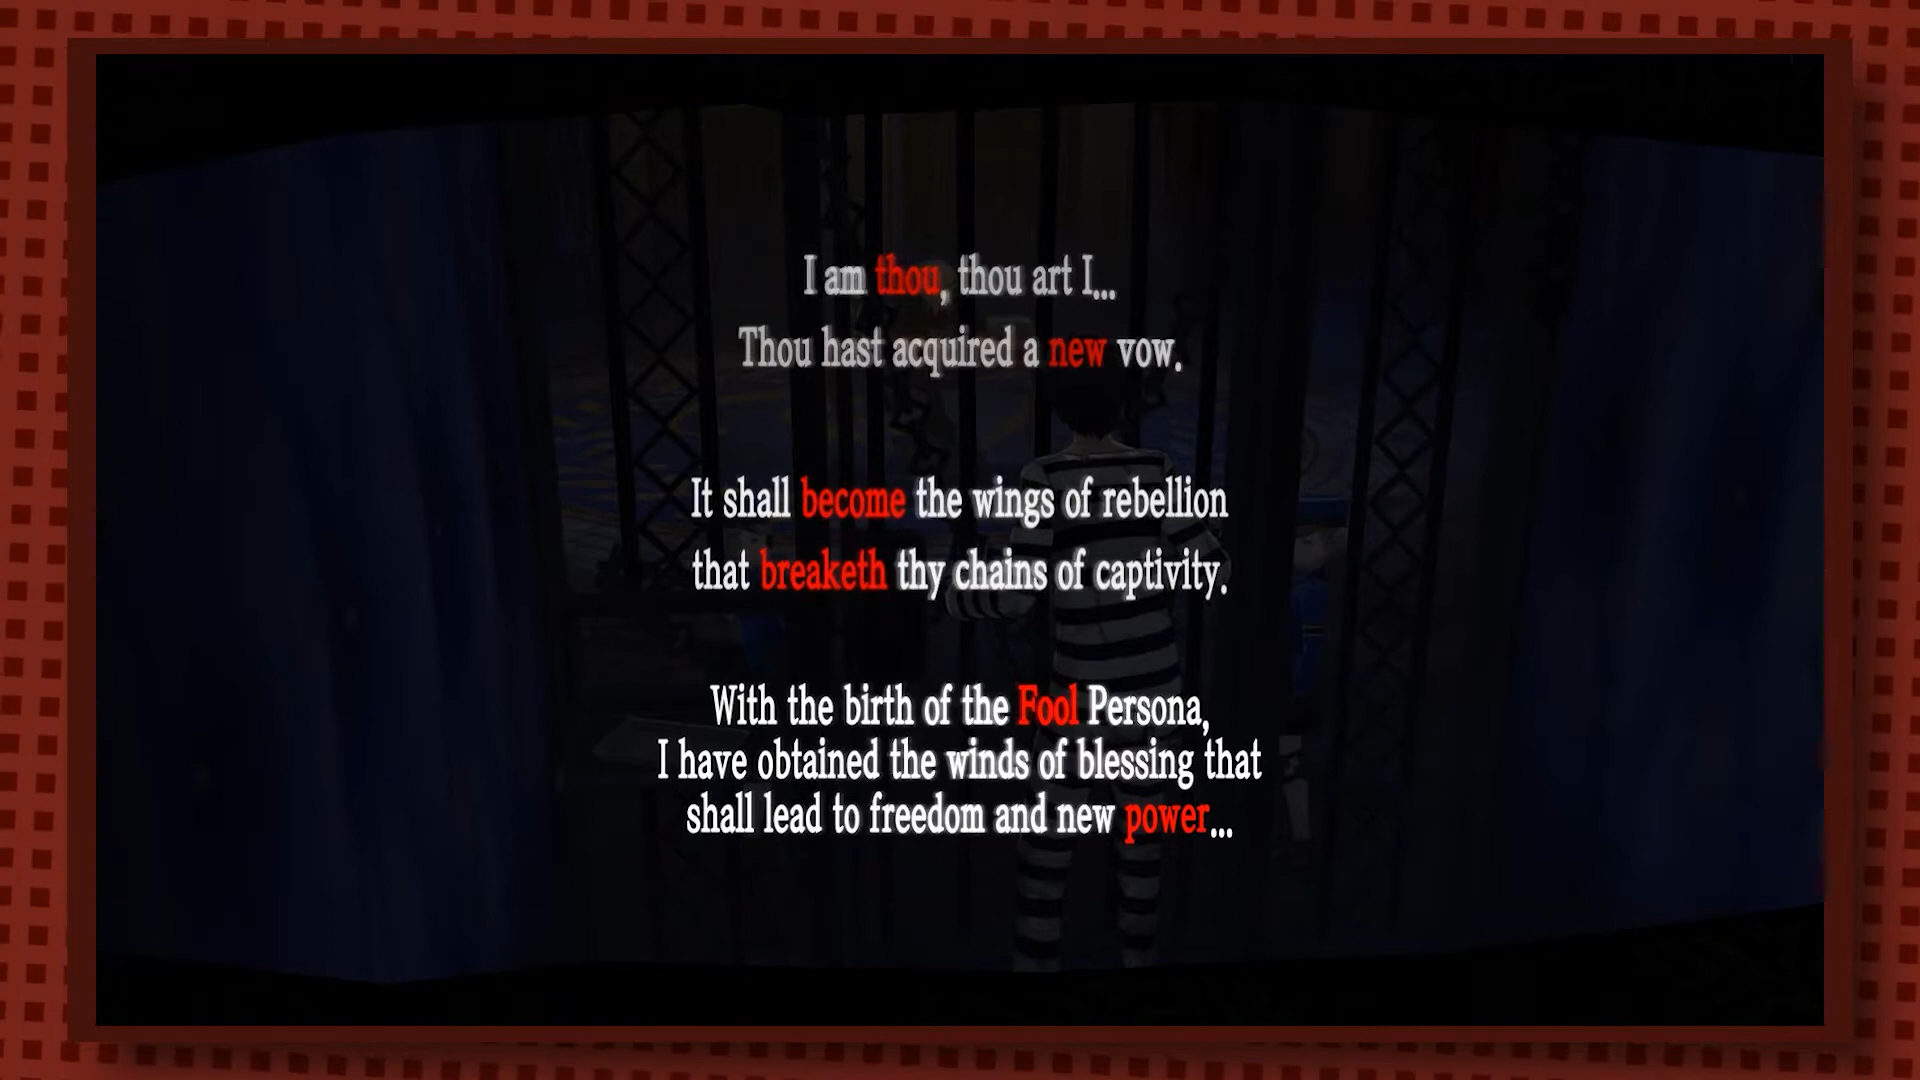 I am thou, thou art I...
Thou hast acquired a new vow.
It shall become the wings of rebellion
that breaketh thy chains of captivity.
With the birth of the Fool Persona,
I have obtained the winds of blessing that
shall lead to freedom and new power...